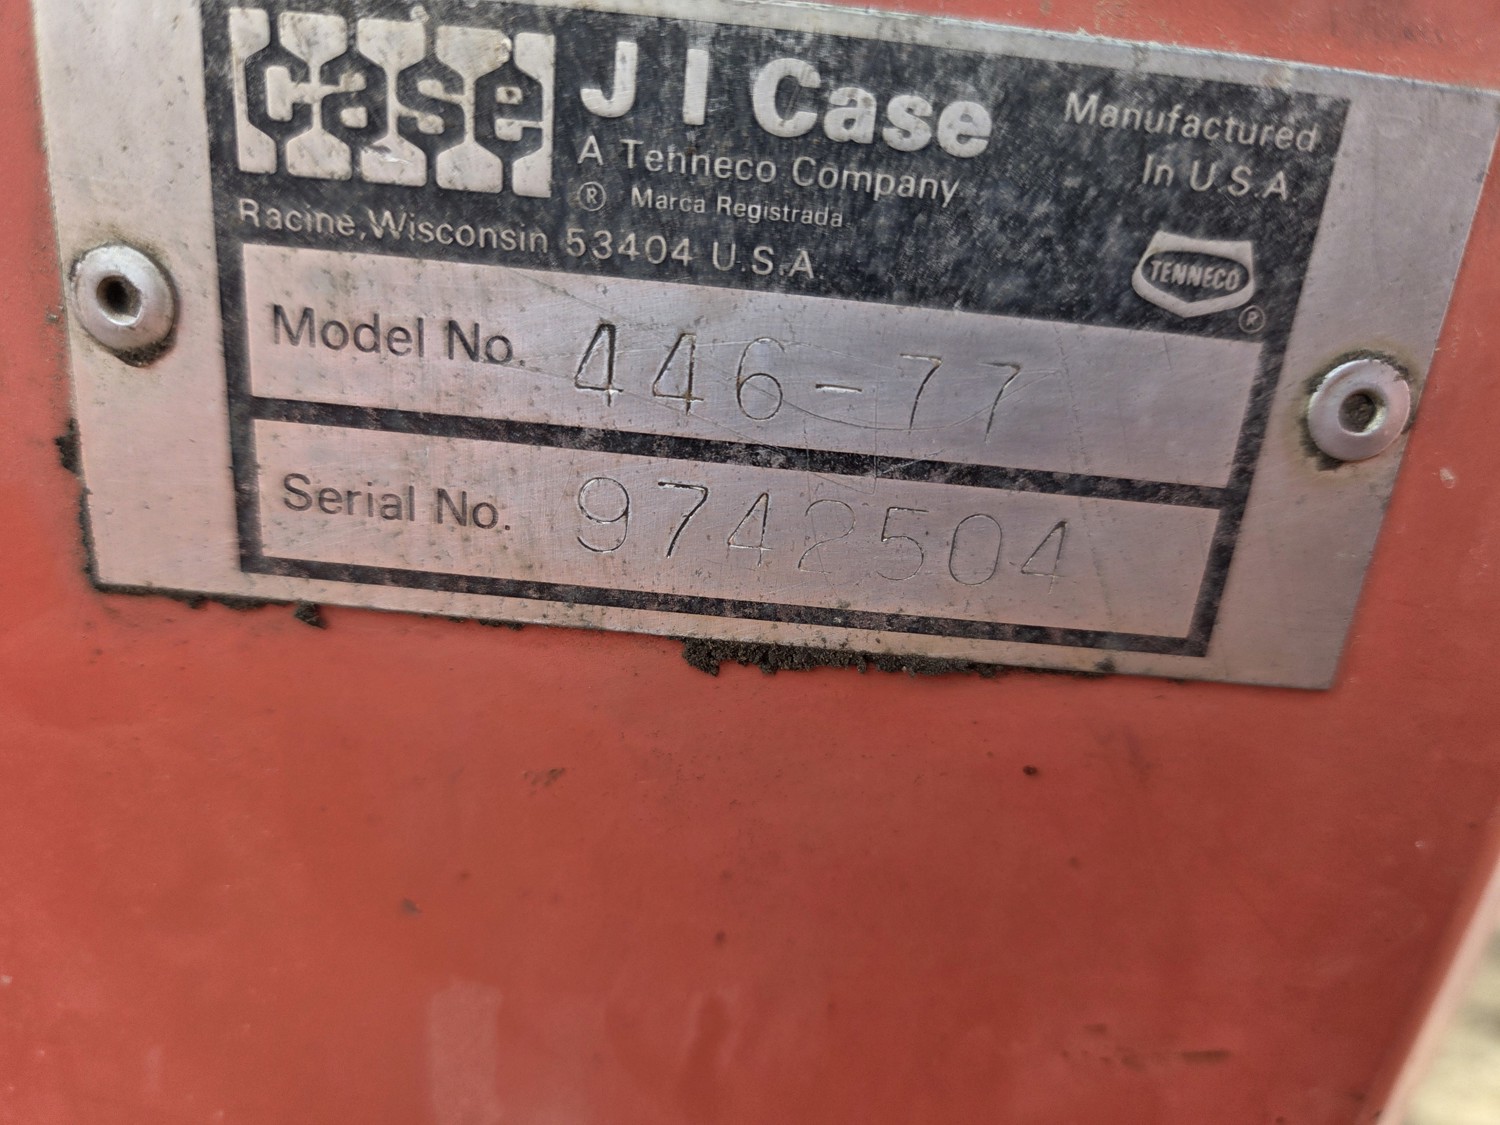 case
J I Case
A Tenneco Company
® Marca Registrada
Manufactured
In U.S.A.
Racine, Wisconsin 53404 U.S.A.
TENNECO
®
Model No. 446-77
Serial No. 9742504